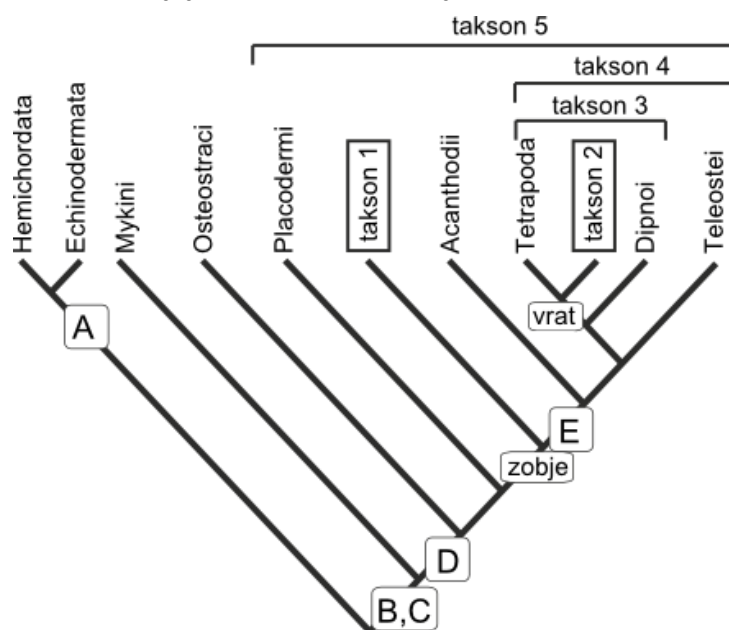 takson 5
takson 4
takson 3
Hemichordata
Echinodermata
Mykini
Osteostraci
Placodermi
takson 1
Acanthodii
Tetrapoda
takson 2
Dipnoi
Teleostei
A
vrat
E
zobje
D
B,C